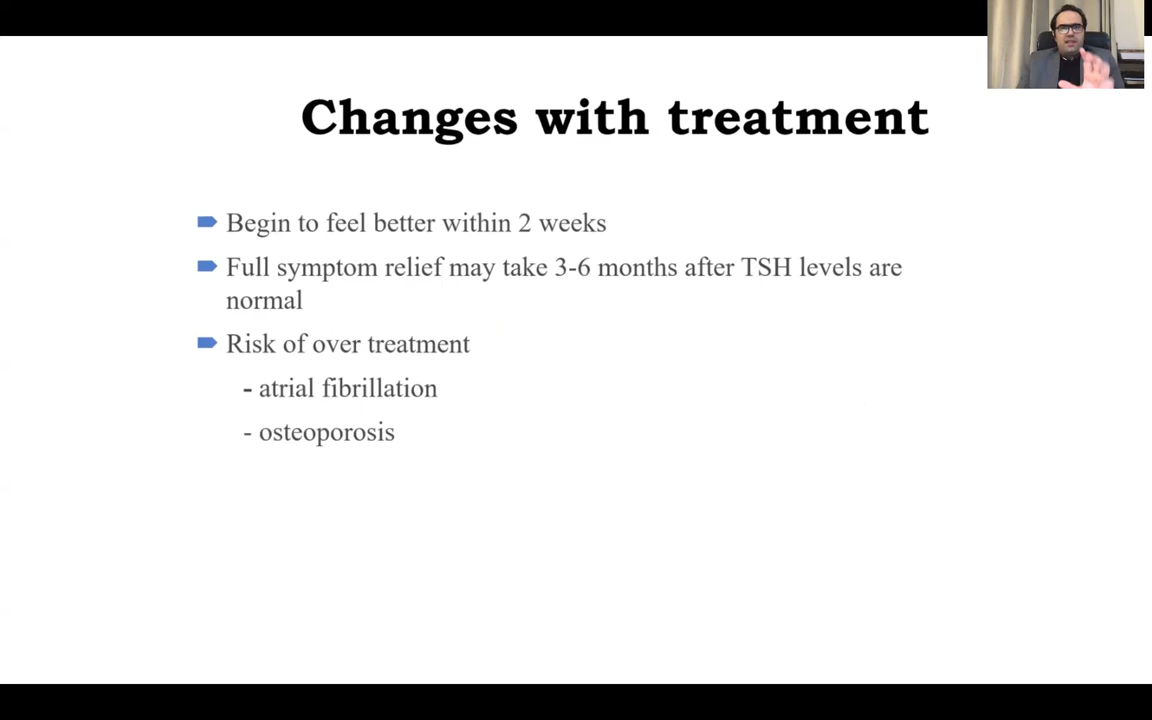 Changes with treatment
Begin to feel better within 2 weeks
Full symptom relief may take 3-6 months after TSH levels are
normal
Risk of over treatment
- atrial fibrillation
- osteoporosis